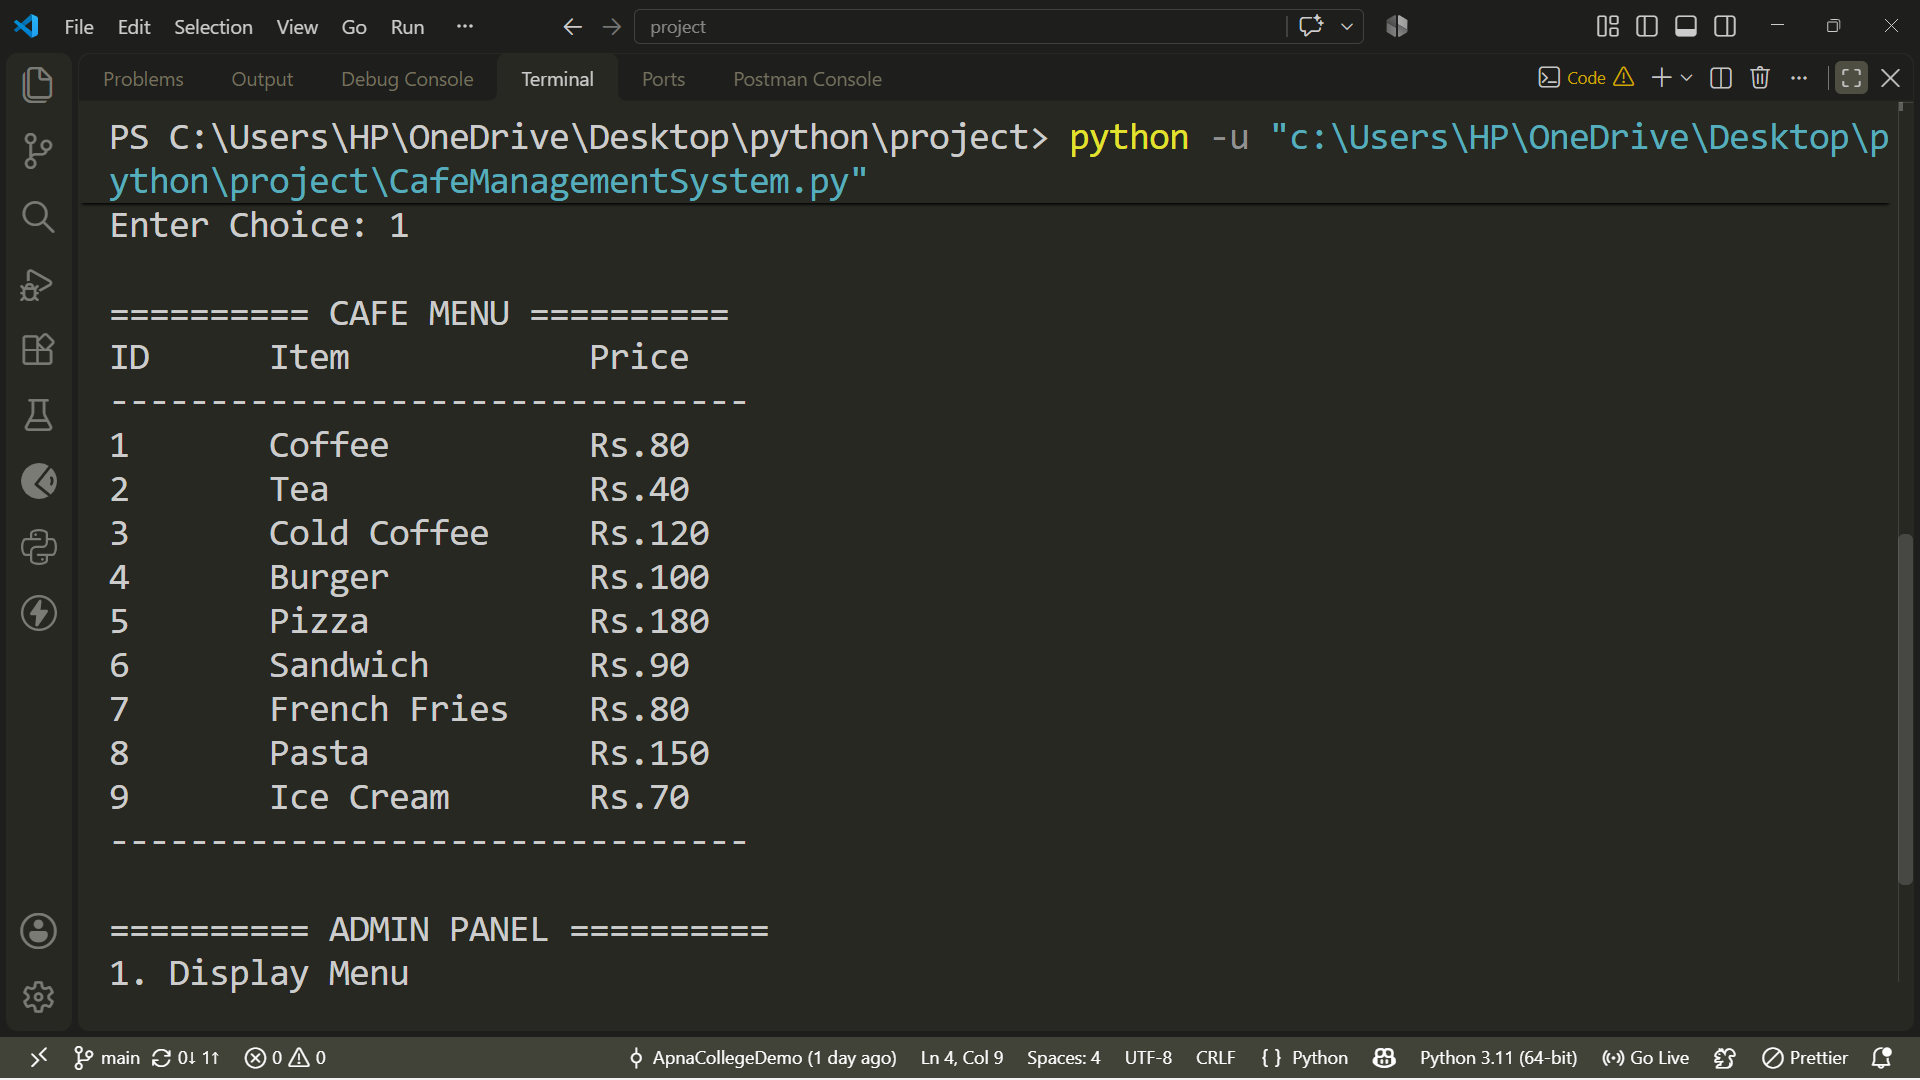 File Edit Selection View Go Run ···
project
Problems Output Debug Console Terminal Ports Postman Console
Code
PS C:\Users\HP\OneDrive\Desktop\python\project> python -u "c:\Users\HP\OneDrive\Desktop\p
ython\project\CafeManagementSystem.py"
Enter Choice: 1
========== CAFE MENU ==========
ID Item Price
--------------------------------
1 Coffee Rs.80
2 Tea Rs.40
3 Cold Coffee Rs.120
4 Burger Rs.100
5 Pizza Rs.180
6 Sandwich Rs.90
7 French Fries Rs.80
8 Pasta Rs.150
9 Ice Cream Rs.70
--------------------------------
========== ADMIN PANEL ==========
1. Display Menu
main 0↓ 1↑ 0 0 ApnaCollegeDemo (1 day ago) Ln 4, Col 9 Spaces: 4 UTF-8 CRLF { } Python Python 3.11 (64-bit) Go Live Prettier